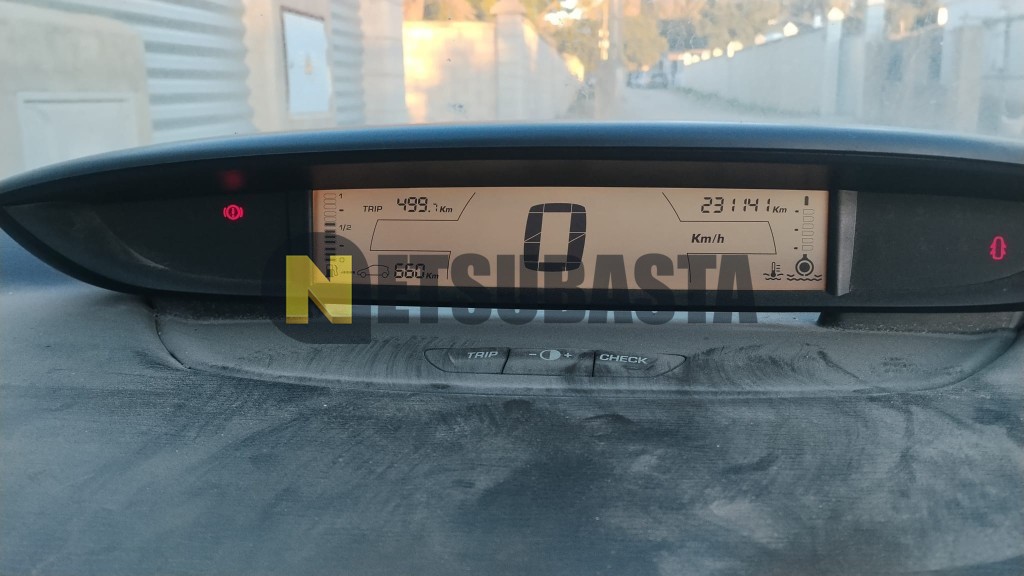 1
TRIP 499.7 Km
231141 Km
1/2
0
Km/h
0
660 Km
NETSUBASTA
TRIP
- +
CHECK